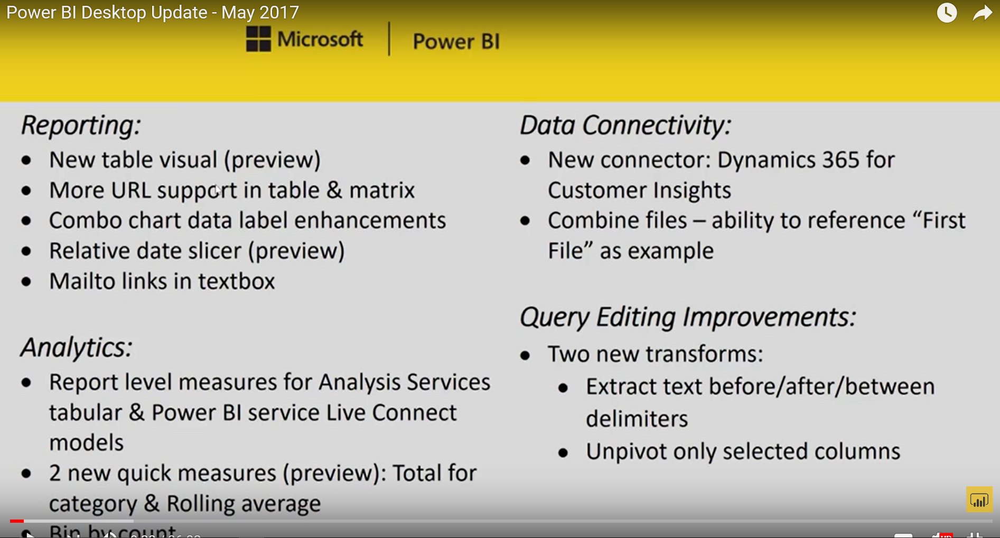 Power BI Desktop Update - May 2017
Microsoft | Power BI
Reporting:
• New table visual (preview)
• More URL support in table & matrix
• Combo chart data label enhancements
• Relative date slicer (preview)
• Mailto links in textbox
Analytics:
• Report level measures for Analysis Services
tabular & Power BI service Live Connect
models
• 2 new quick measures (preview): Total for
category & Rolling average
• Bin by count
Data Connectivity:
• New connector: Dynamics 365 for
Customer Insights
• Combine files – ability to reference “First
File” as example
Query Editing Improvements:
• Two new transforms:
• Extract text before/after/between
delimiters
• Unpivot only selected columns
HD